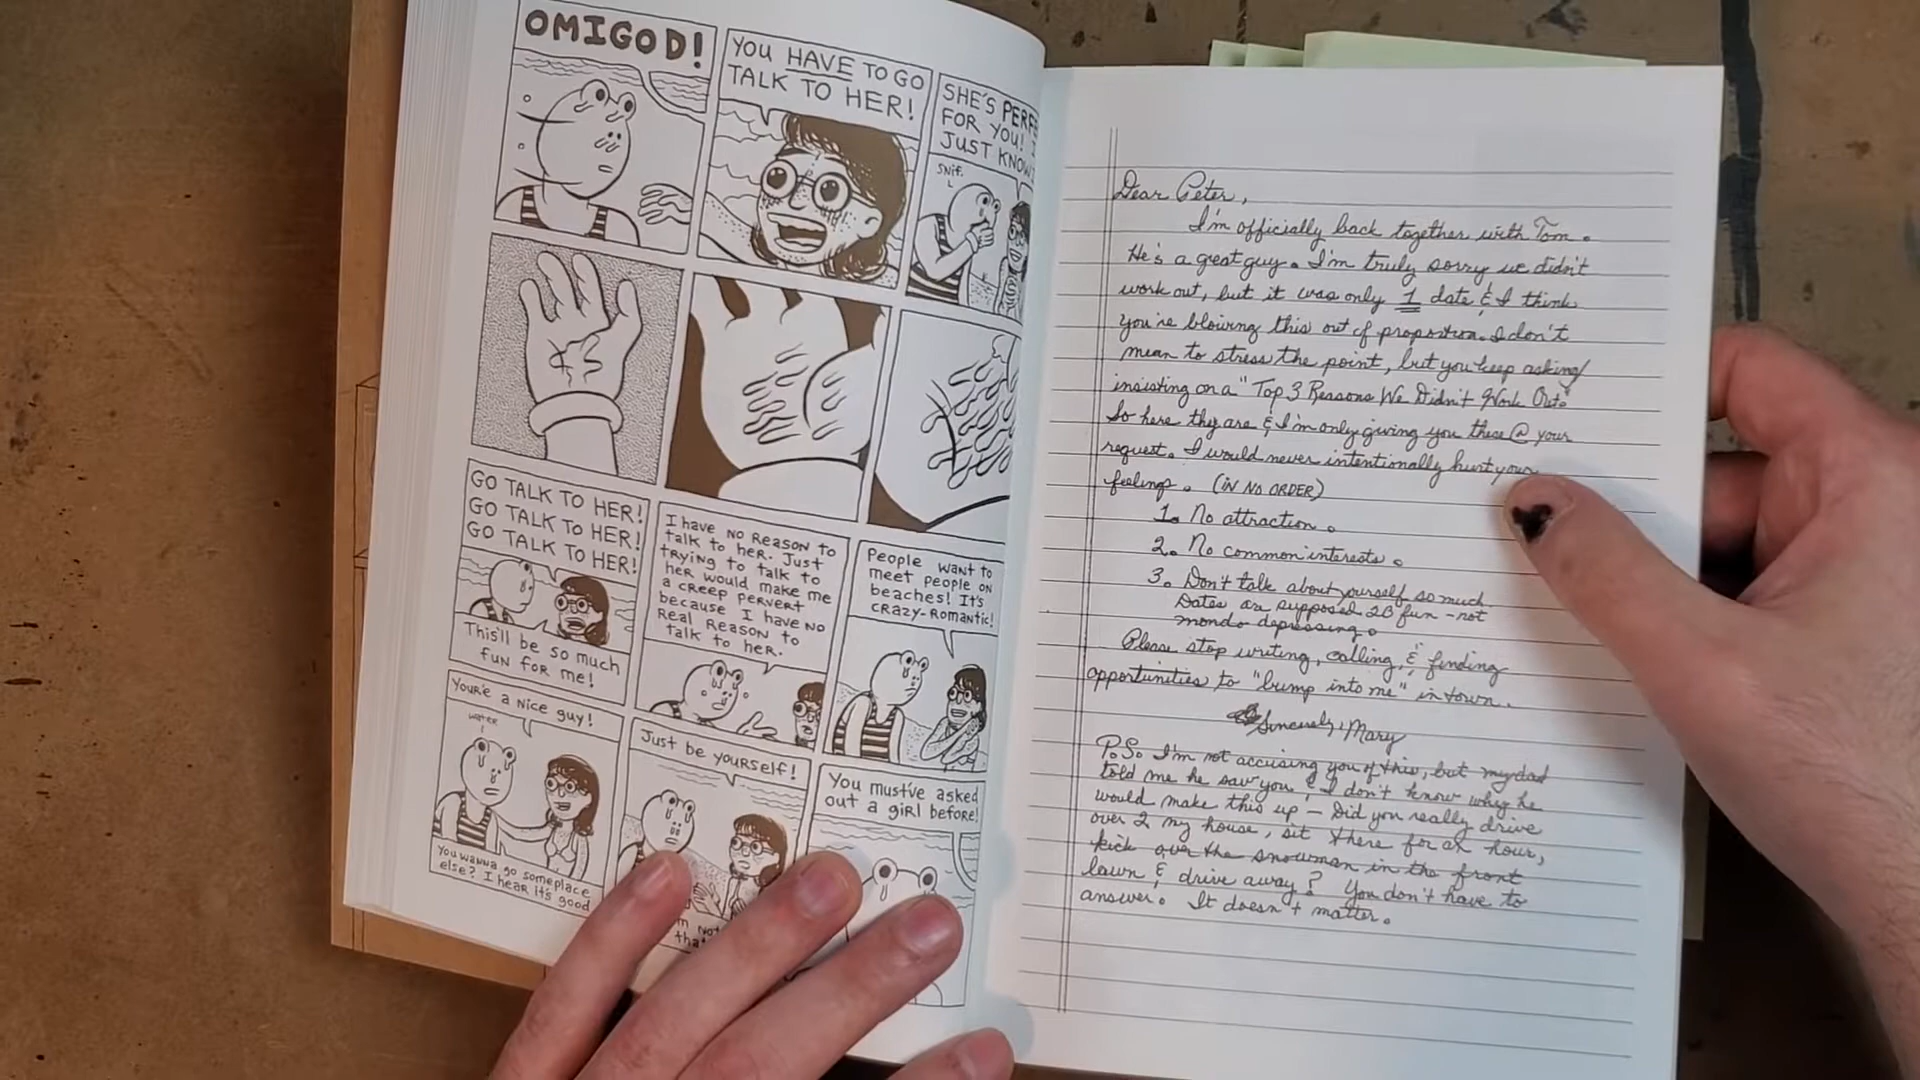 OMIGOD!
YOU HAVE TO GO
TALK TO HER!
SHE'S PERF
FOR YOU! I
JUST KNOW
SNIF.
GO TALK TO HER!
GO TALK TO HER!
GO TALK TO HER!
This'll be so much
fun for me!
I have no reason to
talk to her. Just
trying to talk to
her would make me
a creep pervert
because I have no
real reason to
talk to her.
People want to
meet people on
beaches! It's
crazy-romantic!
You're a nice guy!
water
You wanna go someplace
else? I hear it's good
Just be yourself!
m not
tha
You must've asked
out a girl before!
Dear Peter,
I'm officially back together with Tom.
He's a great guy. I'm truly sorry we didn't
work out, but it was only 1 date & I think
you're blowing this out of proportion. I don't
mean to stress the point, but you keep asking/
insisting on a "Top 3 Reasons We Didn't Work Out."
So here they are & I'm only giving you these @ your
request. I would never intentionally hurt your
feelings. (IN NO ORDER)
1. No attraction.
2. No common interests.
3. Don't talk about yourself so much
Dates are supposed 2B fun - not
mondo depressing.
Please stop writing, calling, & finding
opportunities to "bump into me" in town.
Sincerely, Mary
P.S. I'm not accusing you of this, but my dad
told me he saw you & I don't know why he
would make this up - Did you really drive
over 2 my house, sit there for an hour,
kick over the snowman in the front
lawn & drive away? You don't have to
answer. It doesn't matter.